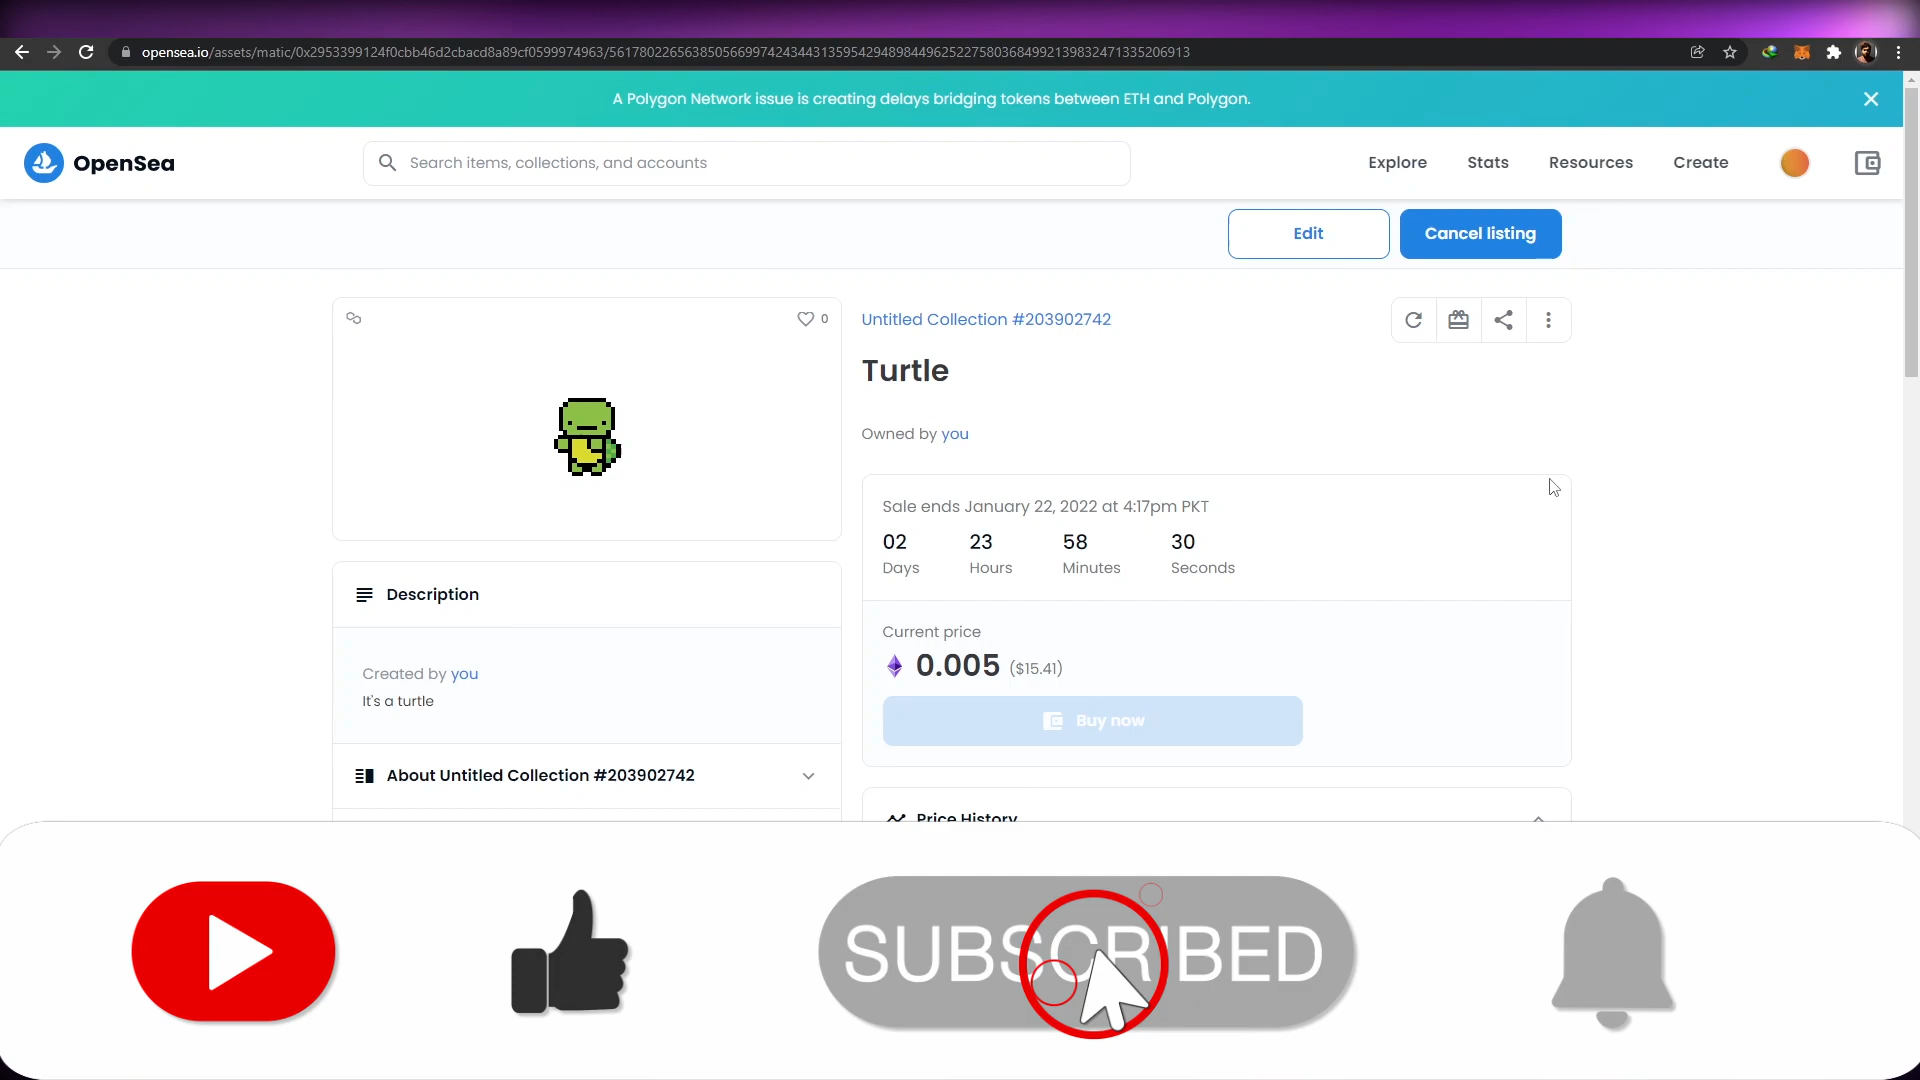 opensea.io/assets/matic/0x2953399124f0cbb46d2cbacd8a89cf0599974963/56178022656385056699742434431359542948984496252275803684992139832471335206913
A Polygon Network issue is creating delays bridging tokens between ETH and Polygon.
OpenSea
Search items, collections, and accounts
Explore
Stats
Resources
Create
Edit
Cancel listing
0
Untitled Collection #203902742
Turtle
Owned by you
Sale ends January 22, 2022 at 4:17pm PKT
02 23 58 30
Days Hours Minutes Seconds
Current price
0.005 ($15.41)
Buy now
Description
Created by you
It's a turtle
About Untitled Collection #203902742
Price History
SUBSCRIBED